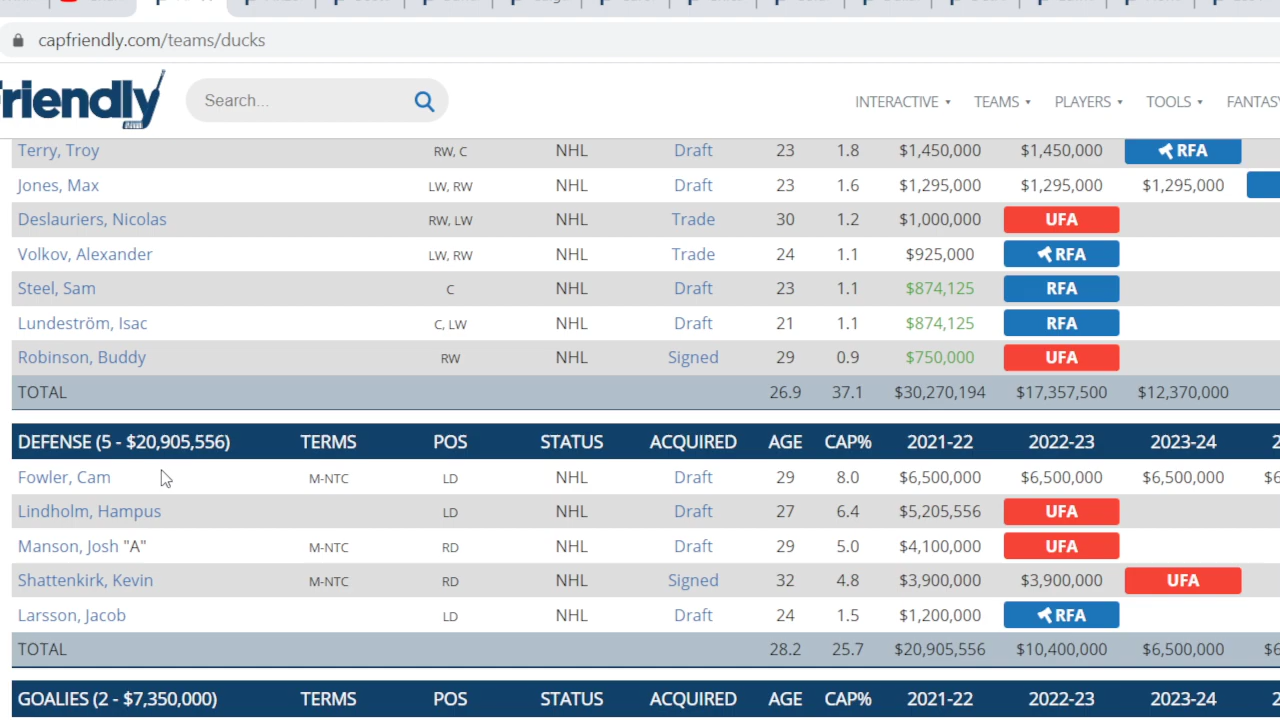 capfriendly.com/teams/ducks
friendly Search... INTERACTIVE TEAMS PLAYERS TOOLS FANTASY
Terry, Troy RW, C NHL Draft 23 1.8 $1,450,000 $1,450,000 RFA
Jones, Max LW, RW NHL Draft 23 1.6 $1,295,000 $1,295,000 $1,295,000
Deslauriers, Nicolas RW, LW NHL Trade 30 1.2 $1,000,000 UFA
Volkov, Alexander LW, RW NHL Trade 24 1.1 $925,000 RFA
Steel, Sam C NHL Draft 23 1.1 $874,125 RFA
Lundeström, Isac C, LW NHL Draft 21 1.1 $874,125 RFA
Robinson, Buddy RW NHL Signed 29 0.9 $750,000 UFA
TOTAL 26.9 37.1 $30,270,194 $17,357,500 $12,370,000
DEFENSE (5 - $20,905,556) TERMS POS STATUS ACQUIRED AGE CAP% 2021-22 2022-23 2023-24 2
Fowler, Cam M-NTC LD NHL Draft 29 8.0 $6,500,000 $6,500,000 $6,500,000 $6
Lindholm, Hampus LD NHL Draft 27 6.4 $5,205,556 UFA
Manson, Josh "A" M-NTC RD NHL Draft 29 5.0 $4,100,000 UFA
Shattenkirk, Kevin M-NTC RD NHL Signed 32 4.8 $3,900,000 $3,900,000 UFA
Larsson, Jacob LD NHL Draft 24 1.5 $1,200,000 RFA
TOTAL 28.2 25.7 $20,905,556 $10,400,000 $6,500,000 $6
GOALIES (2 - $7,350,000) TERMS POS STATUS ACQUIRED AGE CAP% 2021-22 2022-23 2023-24 2